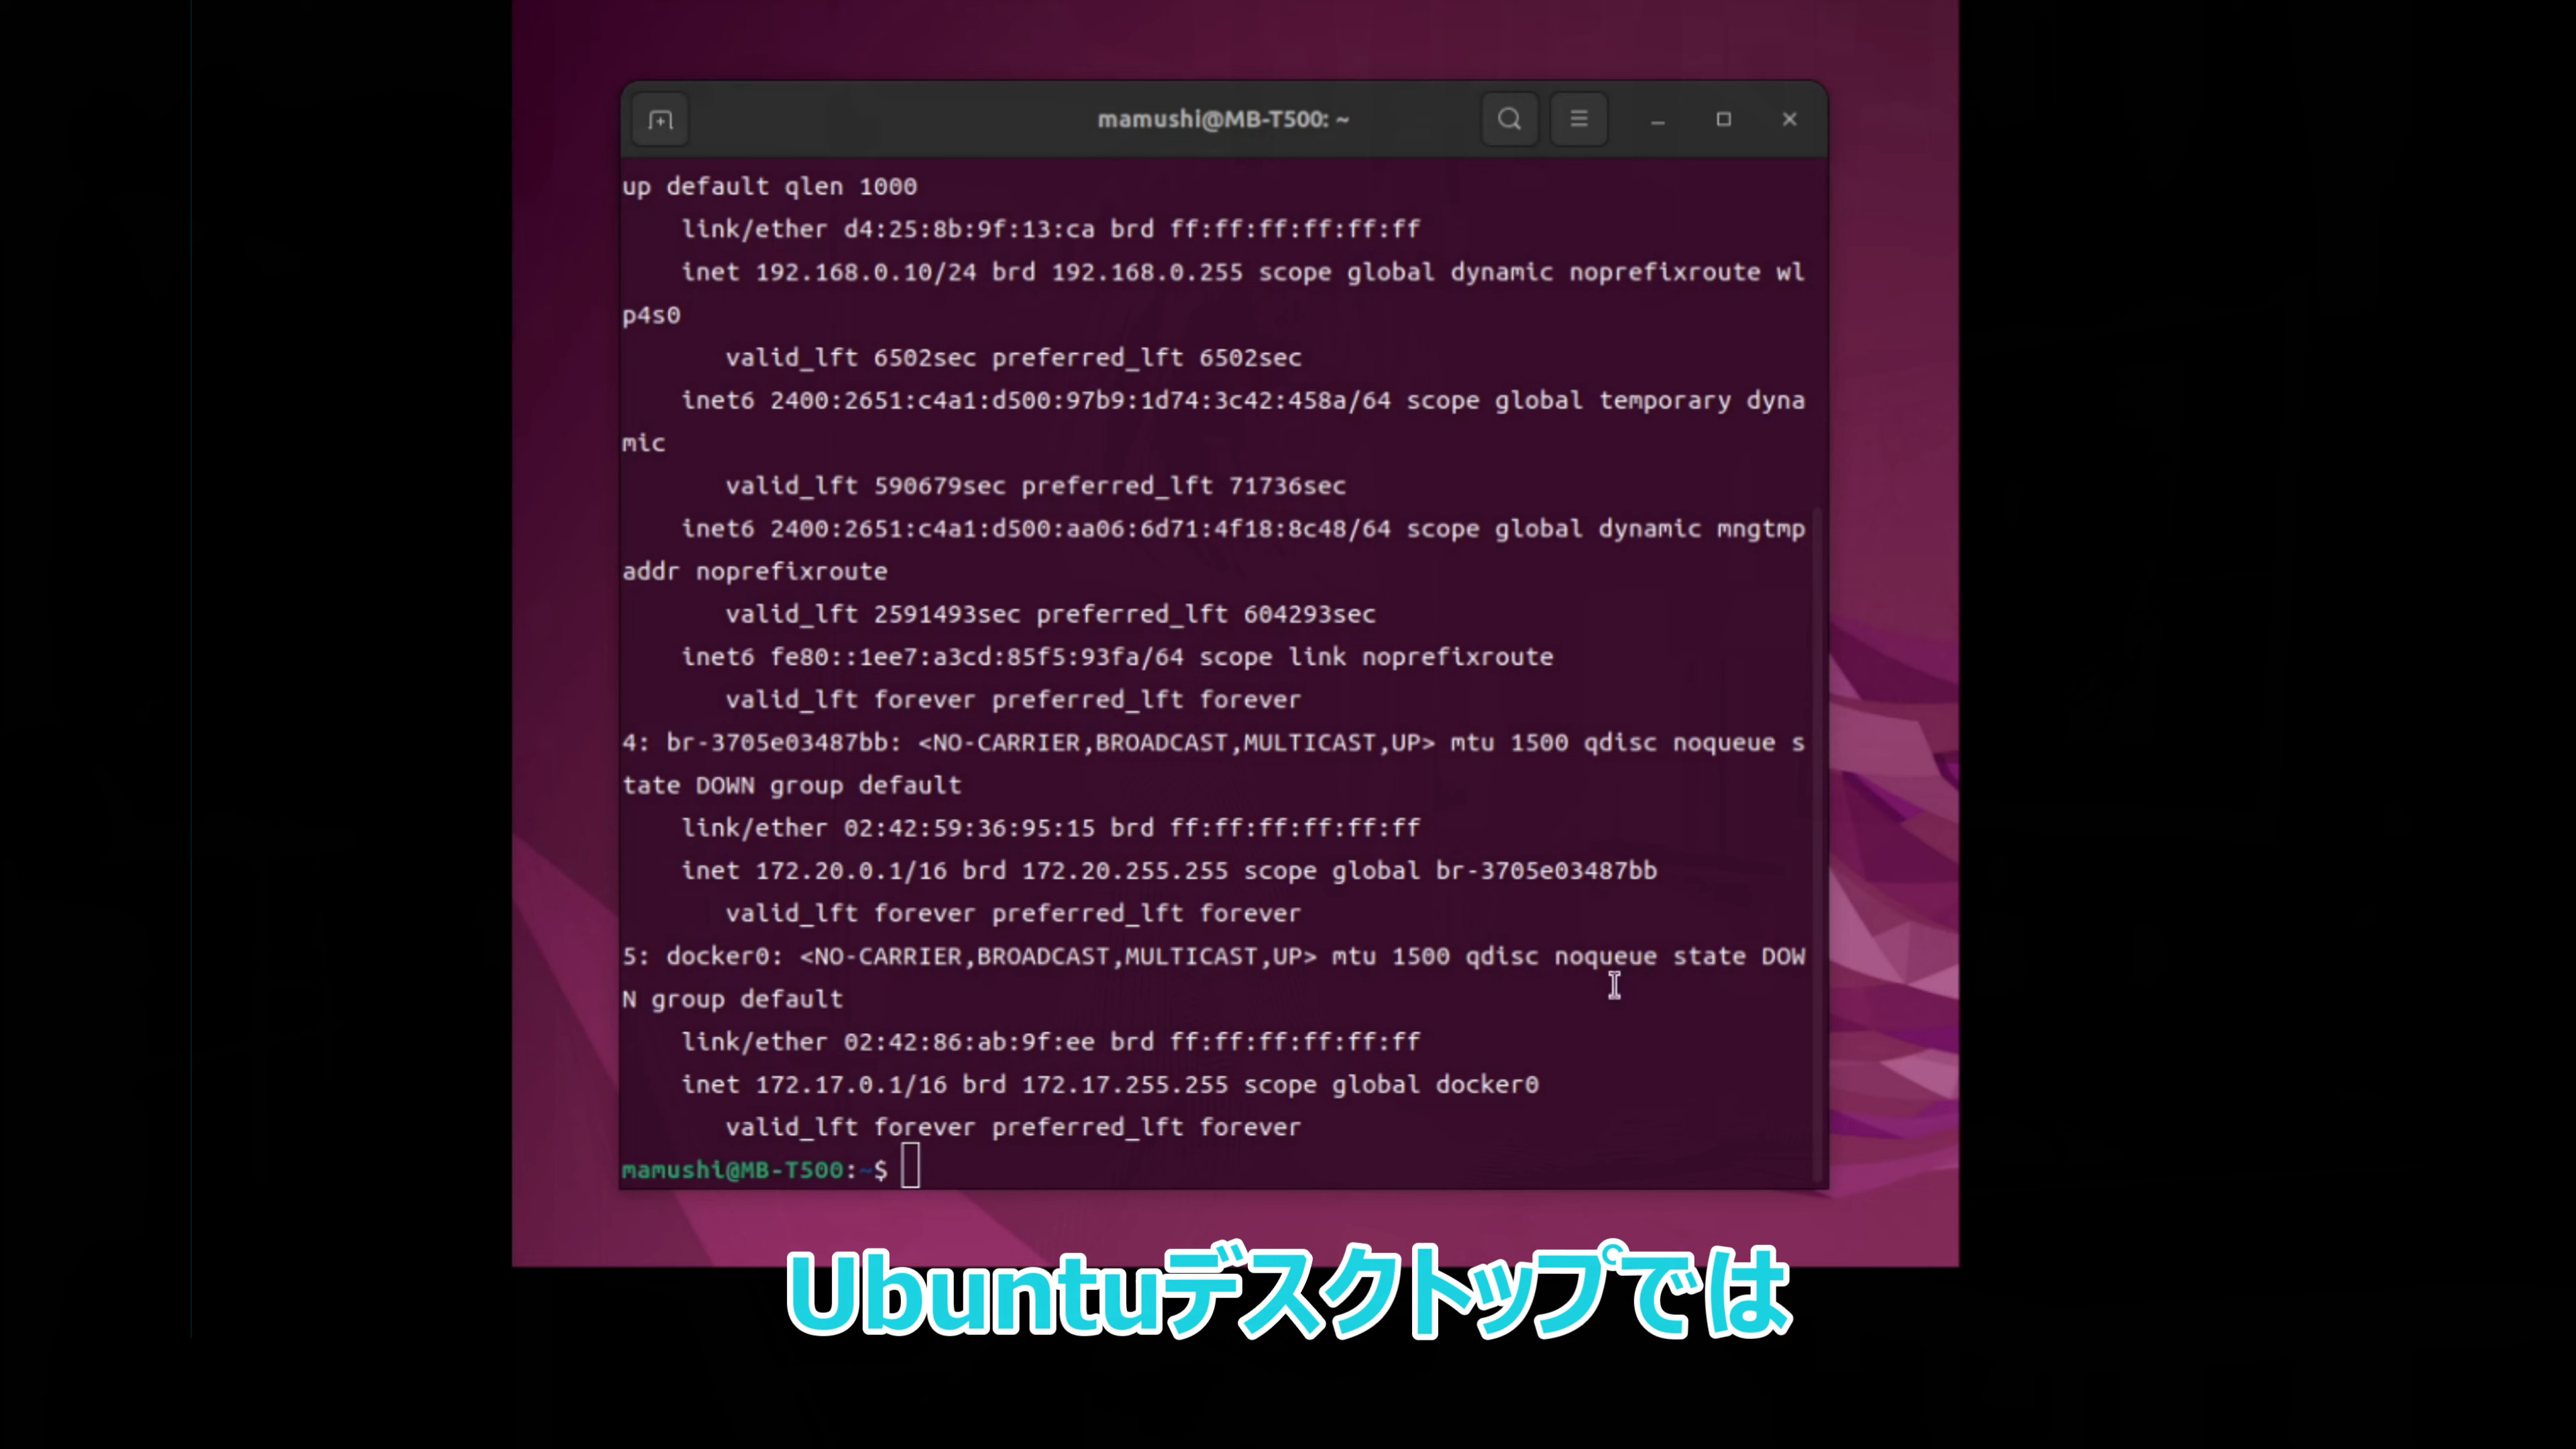 mamushi@MB-T500: ~
up default qlen 1000
link/ether d4:25:8b:9f:13:ca brd ff:ff:ff:ff:ff:ff
inet 192.168.0.10/24 brd 192.168.0.255 scope global dynamic noprefixroute wl
p4s0
valid_lft 6502sec preferred_lft 6502sec
inet6 2400:2651:c4a1:d500:97b9:1d74:3c42:458a/64 scope global temporary dyna
mic
valid_lft 590679sec preferred_lft 71736sec
inet6 2400:2651:c4a1:d500:aa06:6d71:4f18:8c48/64 scope global dynamic mngtmp
addr noprefixroute
valid_lft 2591493sec preferred_lft 604293sec
inet6 fe80::1ee7:a3cd:85f5:93fa/64 scope link noprefixroute
valid_lft forever preferred_lft forever
4: br-3705e03487bb: <NO-CARRIER,BROADCAST,MULTICAST,UP> mtu 1500 qdisc noqueue s
tate DOWN group default
link/ether 02:42:59:36:95:15 brd ff:ff:ff:ff:ff:ff
inet 172.20.0.1/16 brd 172.20.255.255 scope global br-3705e03487bb
valid_lft forever preferred_lft forever
5: docker0: <NO-CARRIER,BROADCAST,MULTICAST,UP> mtu 1500 qdisc noqueue state DOW
N group default
link/ether 02:42:86:ab:9f:ee brd ff:ff:ff:ff:ff:ff
inet 172.17.0.1/16 brd 172.17.255.255 scope global docker0
valid_lft forever preferred_lft forever
mamushi@MB-T500:~$
Ubuntuデスクトップでは